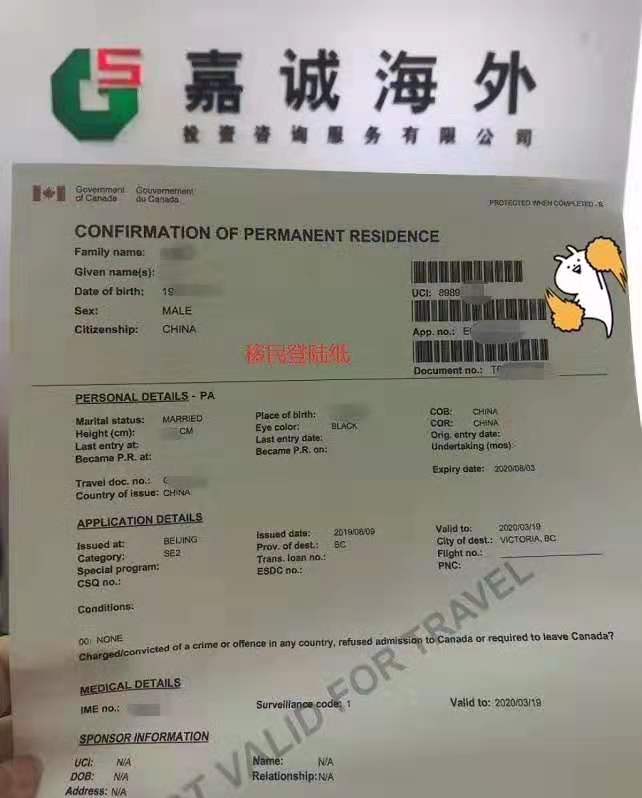 GS
嘉诚海外
投资咨询服务有限公司
Government of Canada
Gouvernement du Canada
PROTECTED WHEN COMPLETED - B
CONFIRMATION OF PERMANENT RESIDENCE
Family name:
Given name(s):
Date of birth: 19
Sex: MALE
Citizenship: CHINA
UCI: 8989
App. no.: E
Document no.: T
移民登陆纸
PERSONAL DETAILS - PA
Marital status: MARRIED
Height (cm): CM
Last entry at:
Became P.R. at:
Travel doc. no.:
Country of issue: CHINA
Place of birth:
Eye color: BLACK
Last entry date:
Became P.R. on:
COB: CHINA
COR: CHINA
Orig. entry date:
Undertaking (mos):
Expiry date: 2020/08/03
APPLICATION DETAILS
Issued at: BEIJING
Category: SE2
Special program:
CSQ no.:
Issued date: 2019/08/09
Prov. of dest.: BC
Trans. loan no.:
ESDC no.:
Valid to: 2020/03/19
City of dest.: VICTORIA, BC
Flight no.:
PNC:
Conditions:
00: NONE
Charged/convicted of a crime or offence in any country, refused admission to Canada or required to leave Canada?
MEDICAL DETAILS
IME no.:
Surveillance code: 1
Valid to: 2020/03/19
SPONSOR INFORMATION
UCI: N/A
DOB: N/A
Address: N/A
Name: N/A
Relationship: N/A
VALID FOR TRAVEL